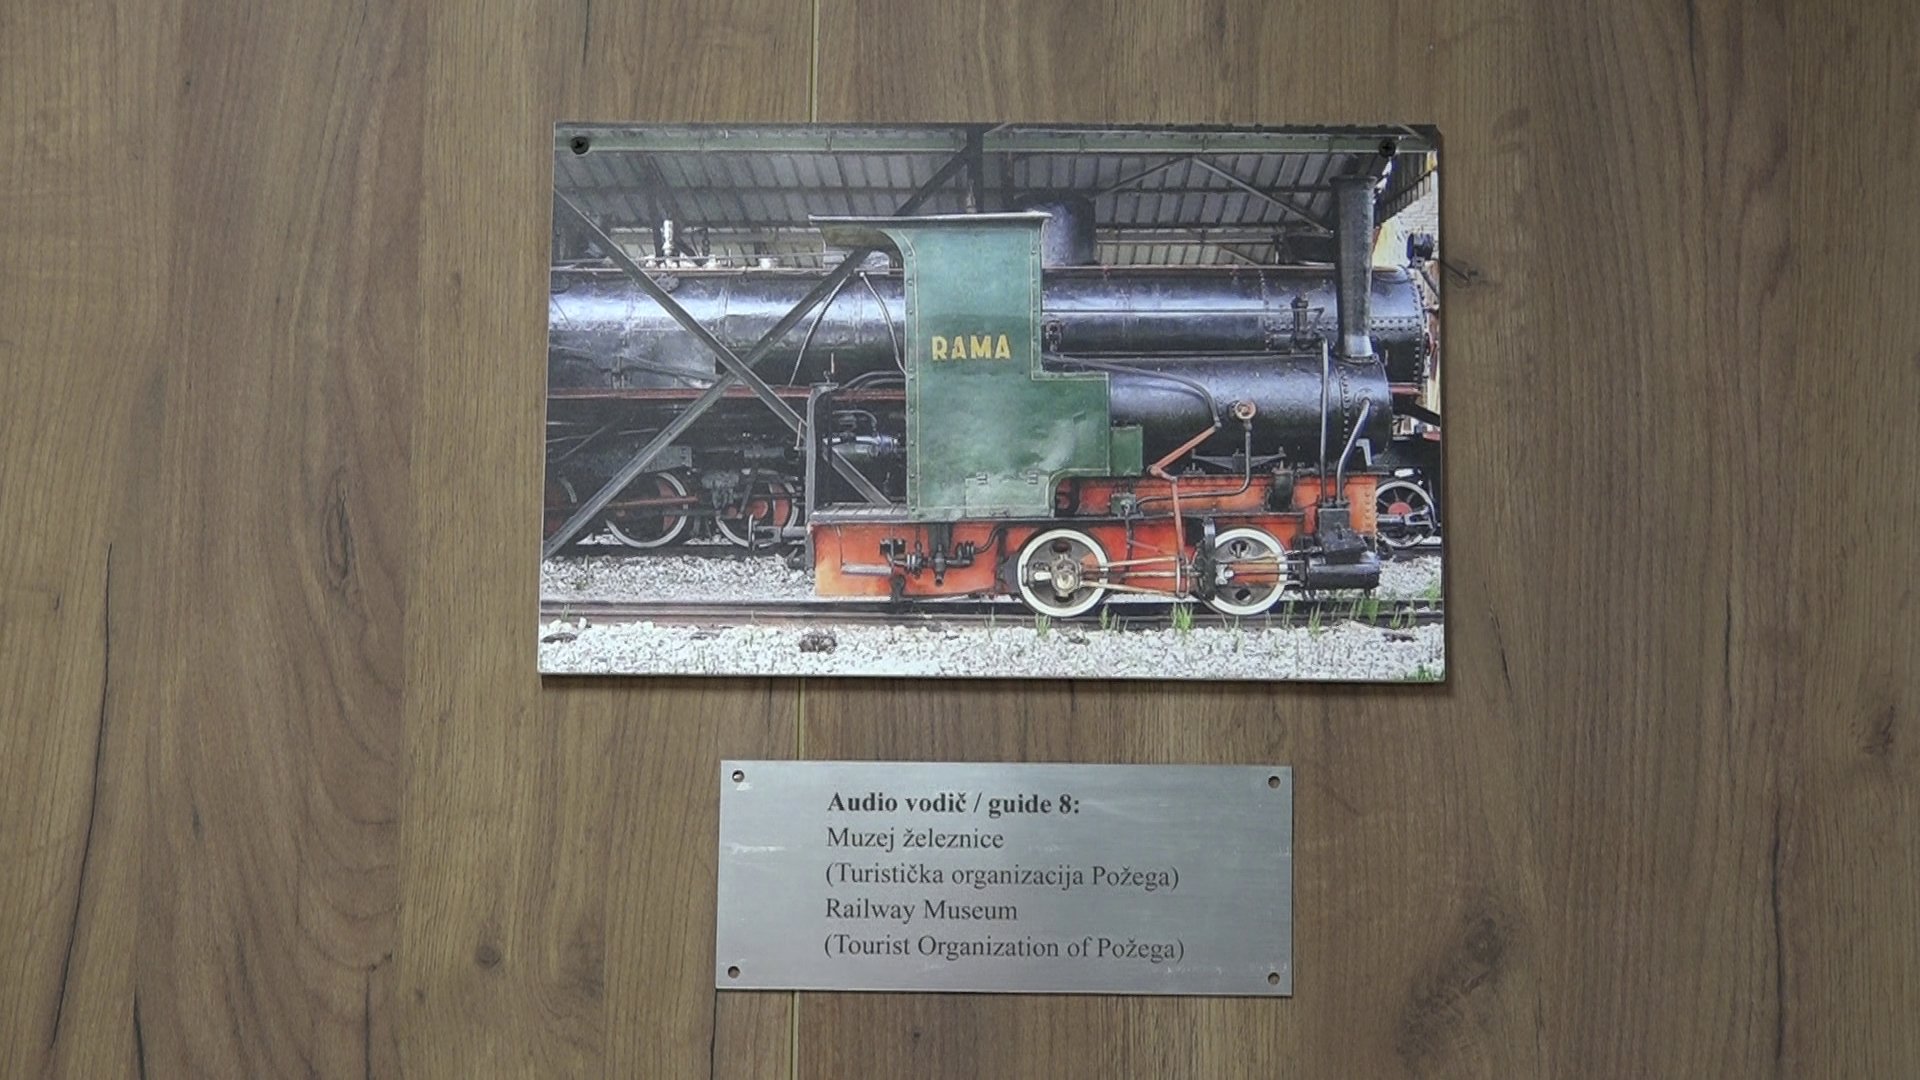 RAMA
Audio vodič / guide 8:
Muzej železnice
(Turistička organizacija Požega)
Railway Museum
(Tourist Organization of Požega)